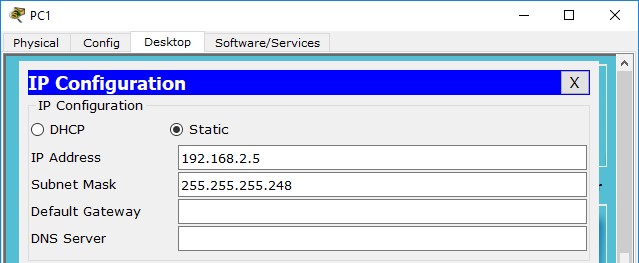 PC1
Physical Config Desktop Software/Services
IP Configuration X
IP Configuration
DHCP Static
IP Address 192.168.2.5
Subnet Mask 255.255.255.248
Default Gateway
DNS Server